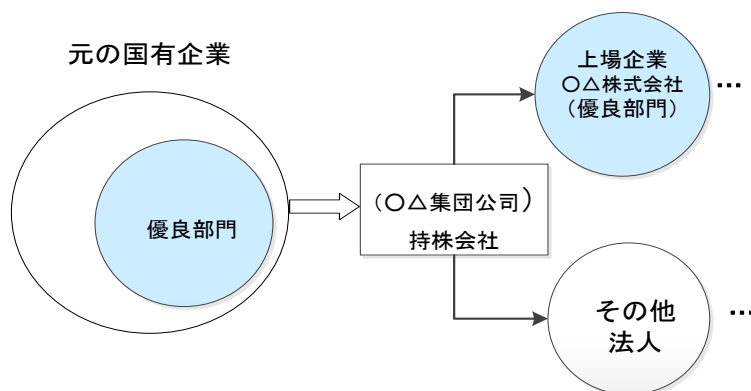 元の国有企業
優良部門
(〇△集団公司)
持株会社
上場企業
〇△株式会社
(優良部門)
…
その他
法人
…